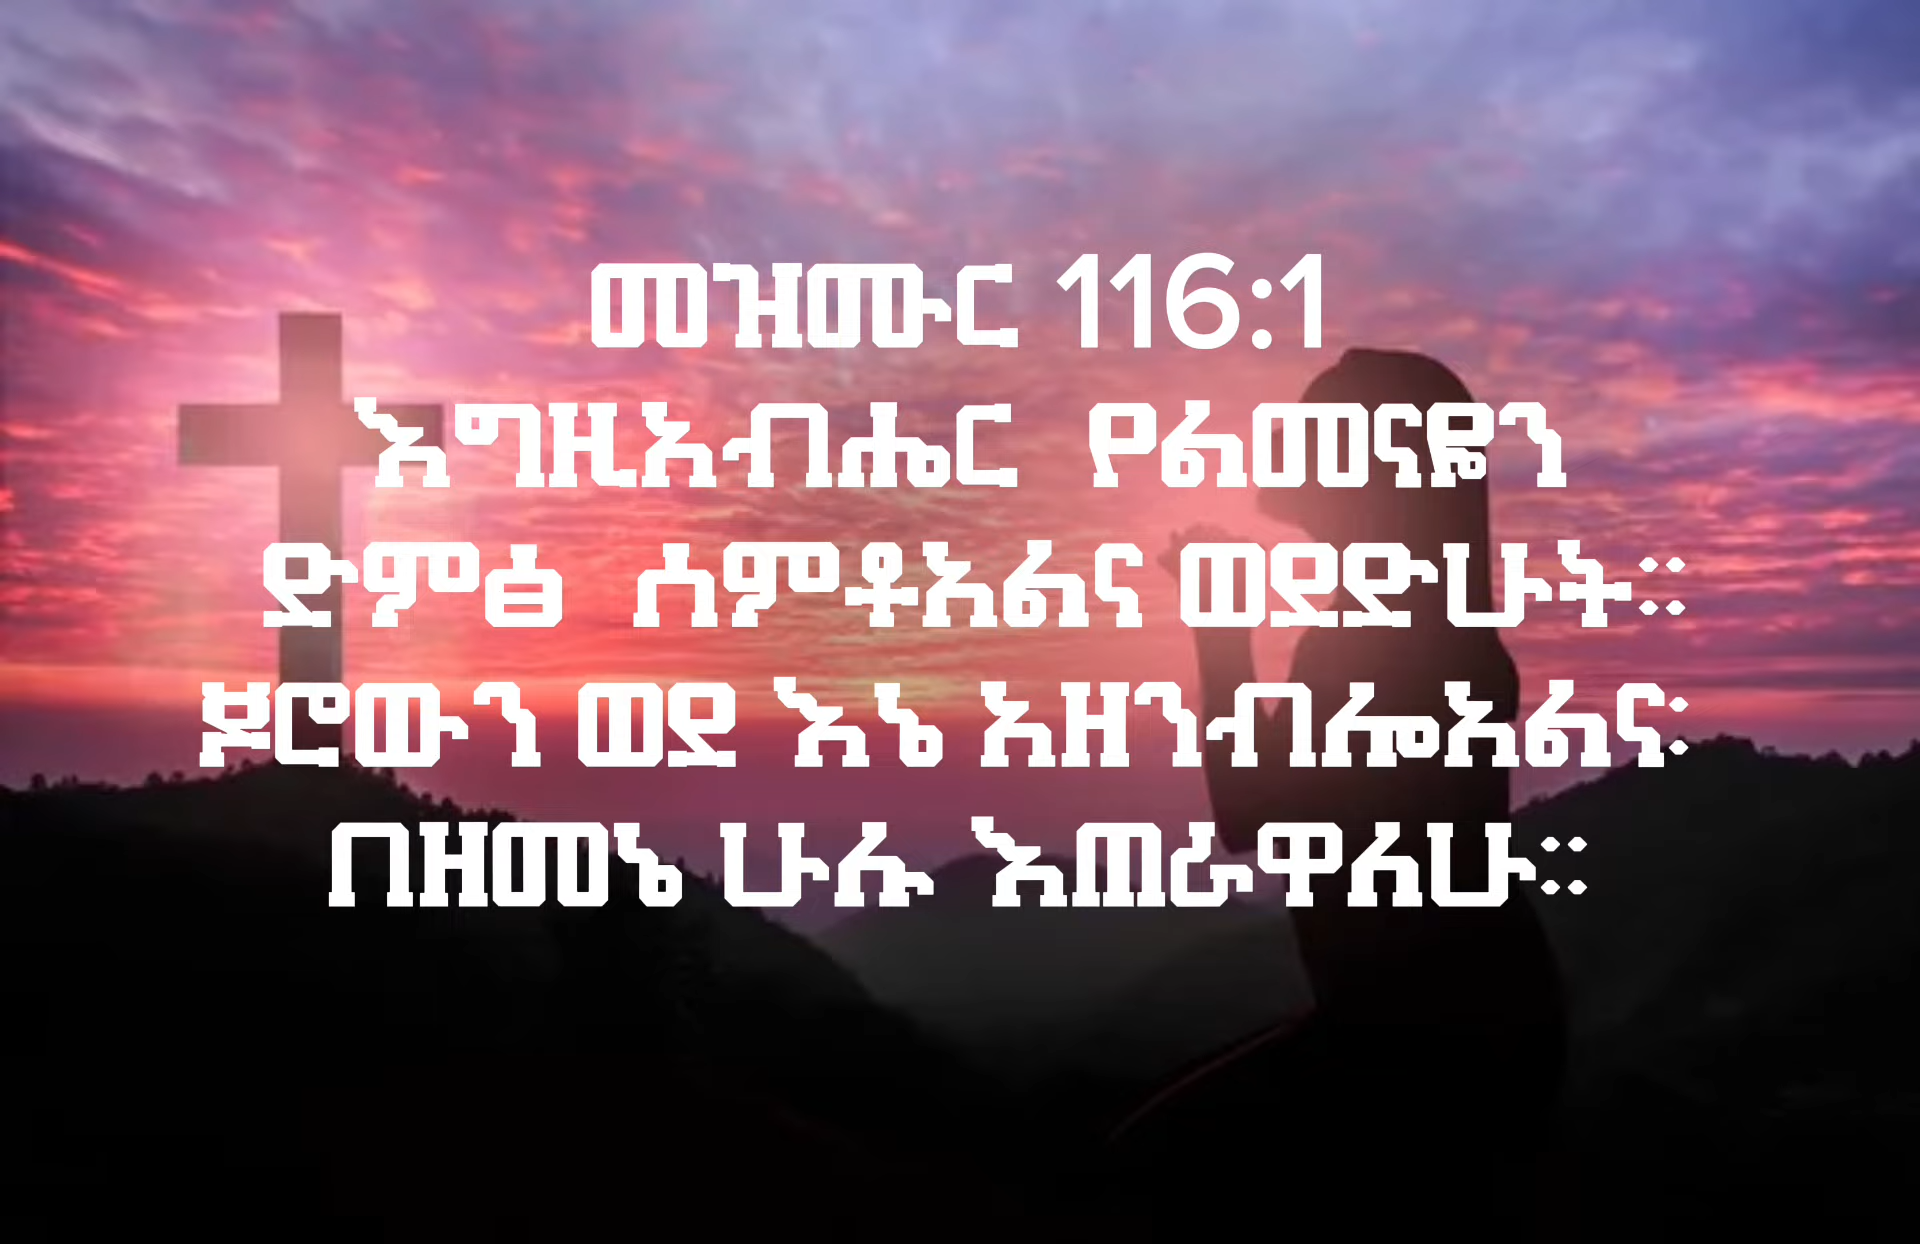 መዝሙር 116:1
እግዚአብሔር የልመናዬን
ድምፅ ሰምቶአልና ወደድሁት።
ጆሮውን ወደ እኔ አዘንብሎአልና፡
በዘመኔ ሁሉ እጠራዋለሁ።